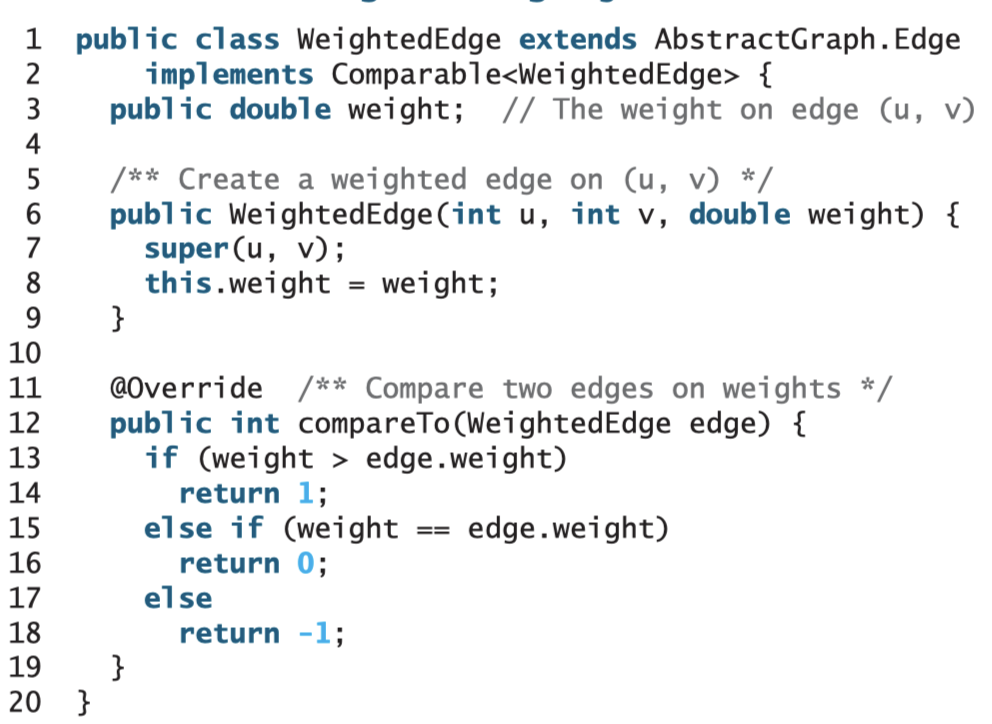 1 public class WeightedEdge extends AbstractGraph.Edge
2 implements Comparable<WeightedEdge> {
3 public double weight; // The weight on edge (u, v)
4
5 /** Create a weighted edge on (u, v) */
6 public WeightedEdge(int u, int v, double weight) {
7 super(u, v);
8 this.weight = weight;
9 }
10
11 @Override /** Compare two edges on weights */
12 public int compareTo(WeightedEdge edge) {
13 if (weight > edge.weight)
14 return 1;
15 else if (weight == edge.weight)
16 return 0;
17 else
18 return -1;
19 }
20 }